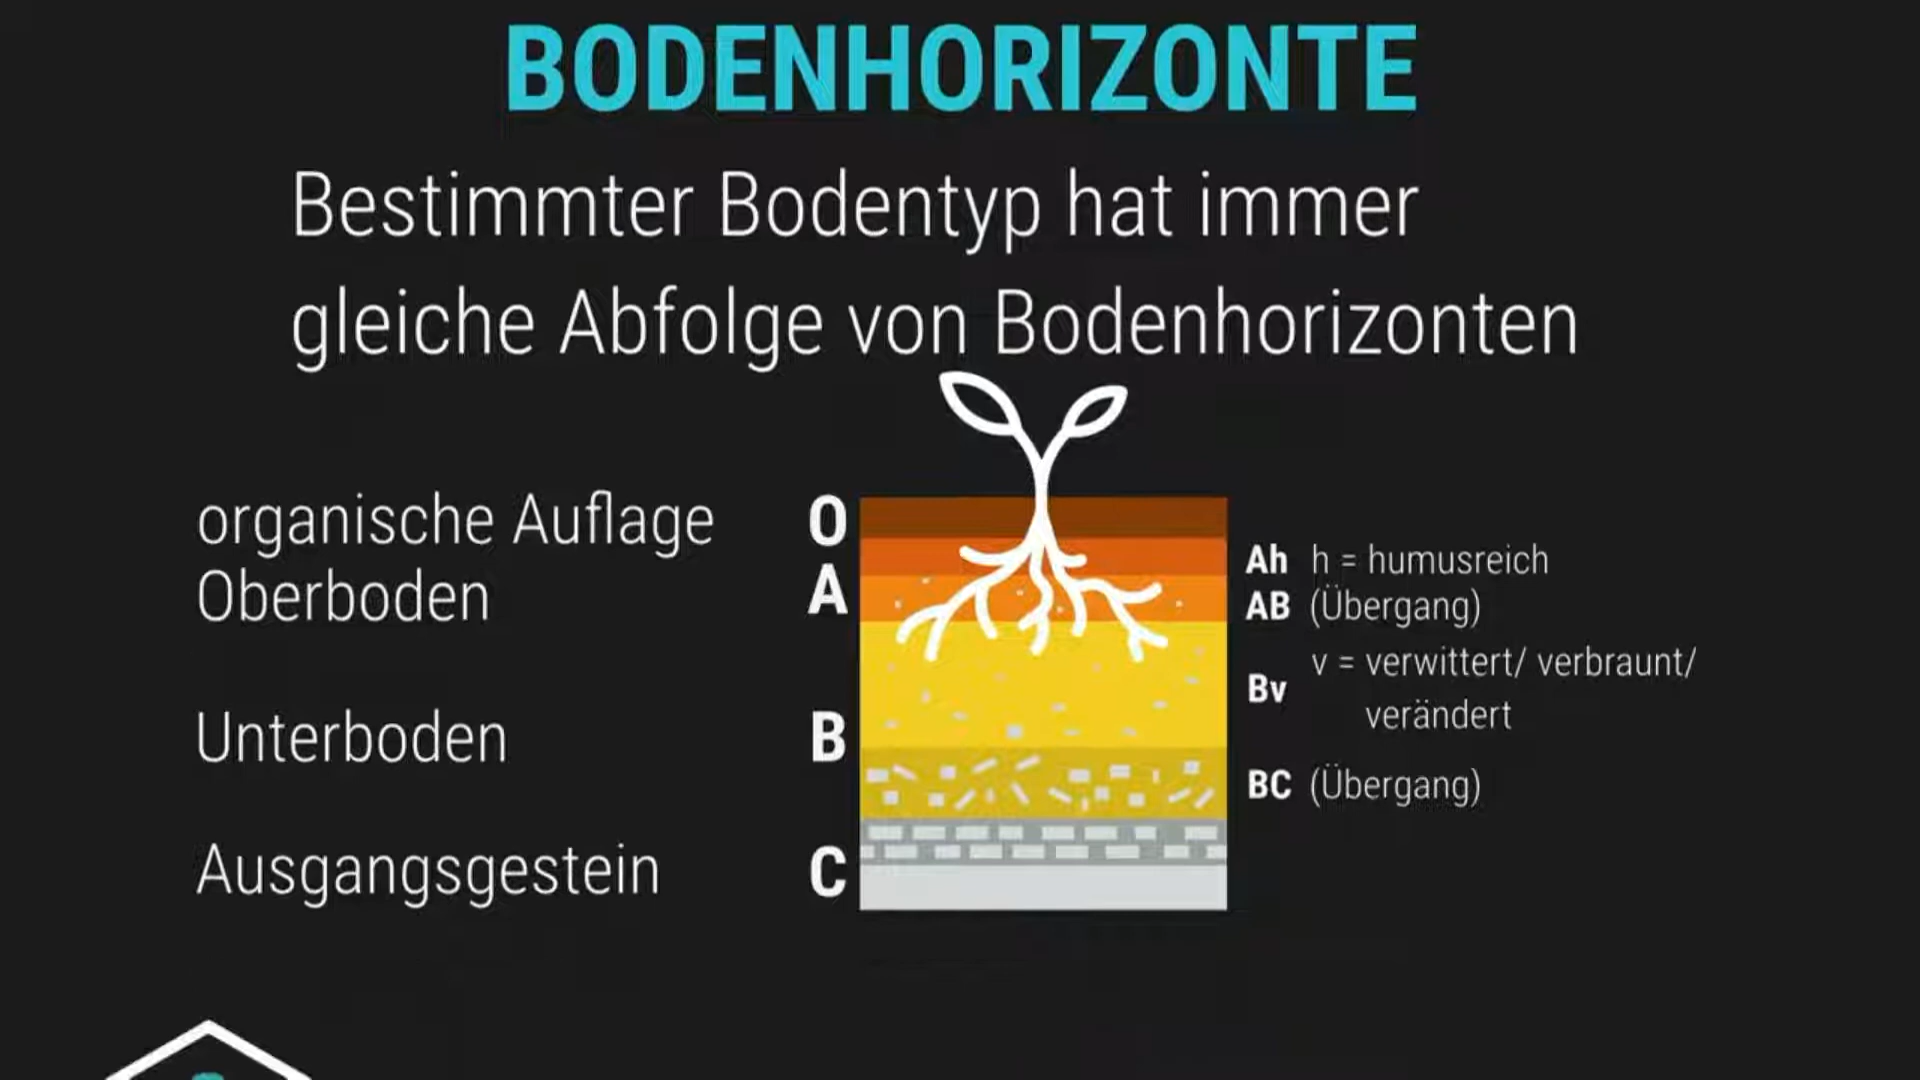 BODENHORIZONTE
Bestimmter Bodentyp hat immer
gleiche Abfolge von Bodenhorizonten
organische Auflage O
Oberboden A
Ah h = humusreich
AB (Übergang)
Bv v = verwittert/ verbraunt/
verändert
Unterboden B
BC (Übergang)
Ausgangsgestein C